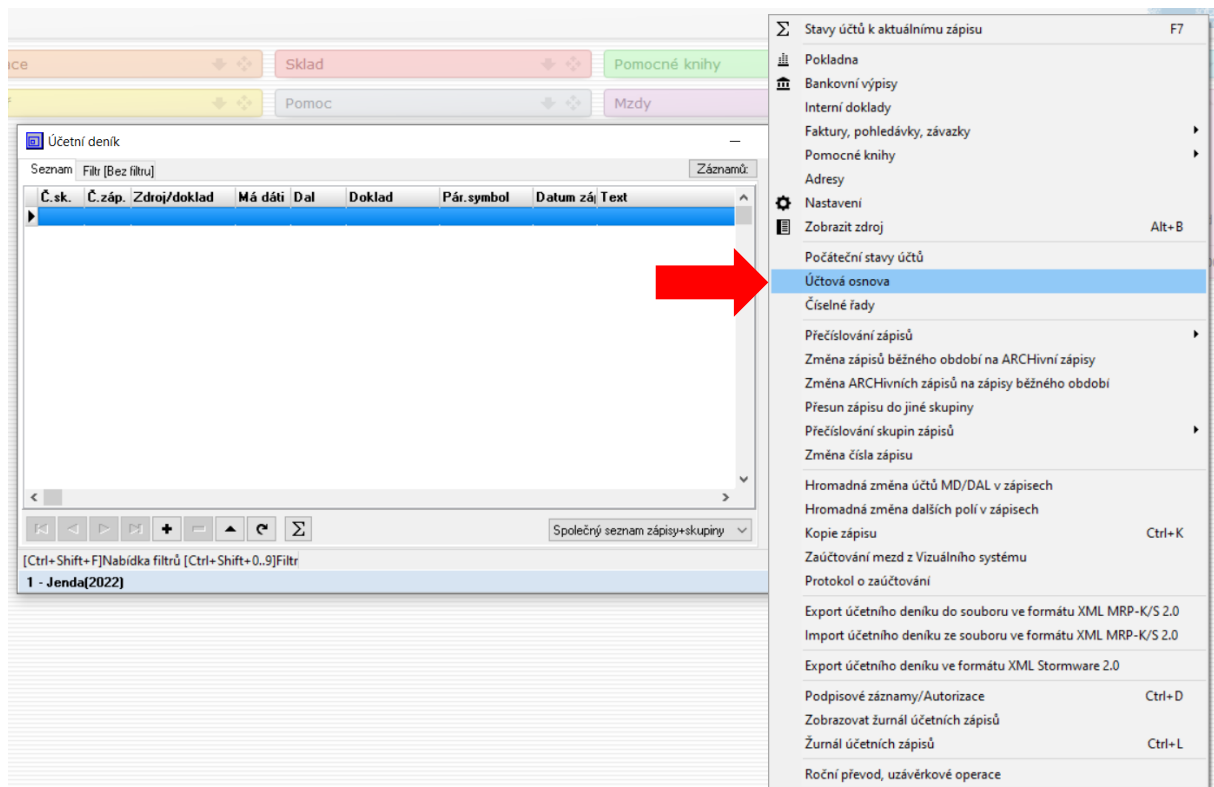 Sklad
Pomocné knihy
Pomoc
Mzdy
Účetní deník
Seznam Filtr [Bez filtru] Záznamů:
Č.sk. Č.záp. Zdroj/doklad Má dáti Dal Doklad Pár.symbol Datum zá Text
Společný seznam zápisy+skupiny
[Ctrl+Shift+F]Nabídka filtrů [Ctrl+Shift+0..9]Filtr
1 - Jenda(2022)
Stavy účtů k aktuálnímu zápisu F7
Pokladna
Bankovní výpisy
Interní doklady
Faktury, pohledávky, závazky
Pomocné knihy
Adresy
Nastavení
Zobrazit zdroj Alt+B
Počáteční stavy účtů
Účtová osnova
Číselné řady
Přečíslování zápisů
Změna zápisů běžného období na ARCHivní zápisy
Změna ARCHivních zápisů na zápisy běžného období
Přesun zápisu do jiné skupiny
Přečíslování skupin zápisů
Změna čísla zápisu
Hromadná změna účtů MD/DAL v zápisech
Hromadná změna dalších polí v zápisech
Kopie zápisu Ctrl+K
Zaúčtování mezd z Vizuálního systému
Protokol o zaúčtování
Export účetního deníku do souboru ve formátu XML MRP-K/S 2.0
Import účetního deníku ze souboru ve formátu XML MRP-K/S 2.0
Export účetního deníku ve formátu XML Stormware 2.0
Podpisové záznamy/Autorizace Ctrl+D
Zobrazovat žurnál účetních zápisů
Žurnál účetních zápisů Ctrl+L
Roční převod, uzávěrkové operace